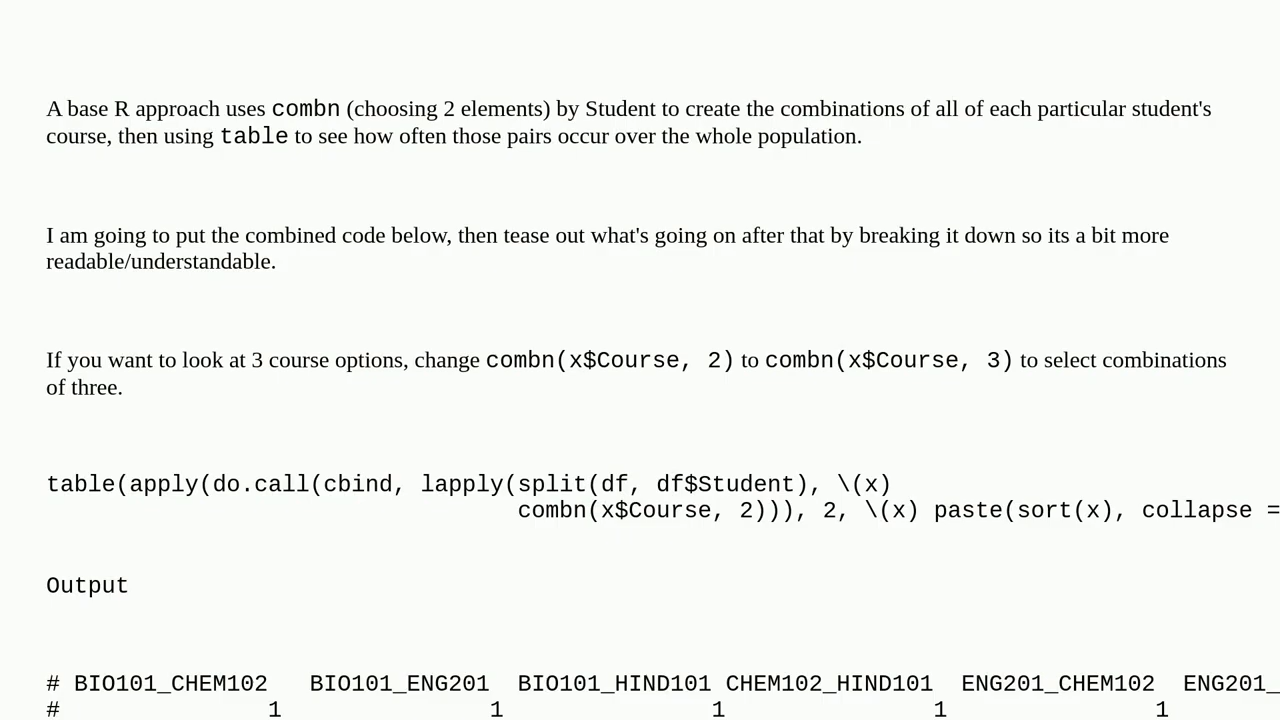 A base R approach uses combn (choosing 2 elements) by Student to create the combinations of all of each particular student's
course, then using table to see how often those pairs occur over the whole population.
I am going to put the combined code below, then tease out what's going on after that by breaking it down so its a bit more
readable/understandable.
If you want to look at 3 course options, change combn(x$Course, 2) to combn(x$Course, 3) to select combinations
of three.
table(apply(do.call(cbind, lapply(split(df, df$Student), \(x)
combn(x$Course, 2))), 2, \(x) paste(sort(x), collapse =
Output
# BIO101_CHEM102   BIO101_ENG201  BIO101_HIND101 CHEM102_HIND101  ENG201_CHEM102  ENG201_
#               1               1               1               1               1